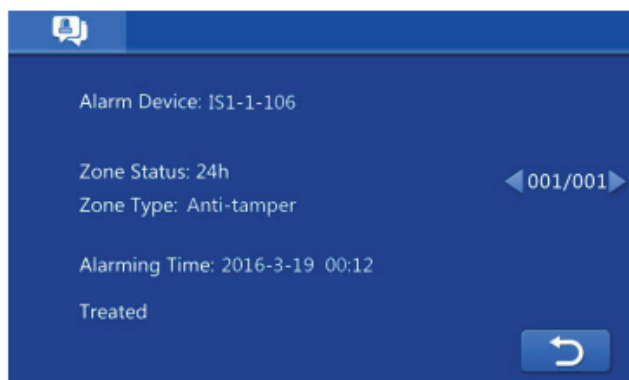 Alarm Device: IS1-1-106
Zone Status: 24h
001/001
Zone Type: Anti-tamper
Alarming Time: 2016-3-19 00:12
Treated